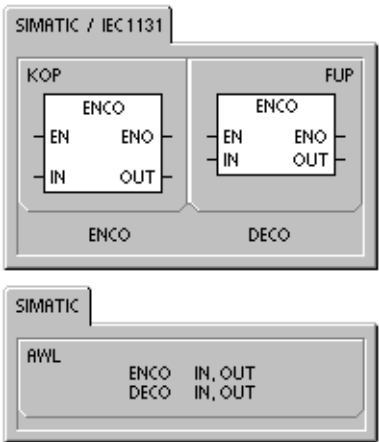 SIMATIC / IEC1131
KOP FUP
ENCO ENCO
EN ENO EN ENO
IN OUT IN OUT
ENCO DECO
SIMATIC
AWL
ENCO IN, OUT
DECO IN, OUT